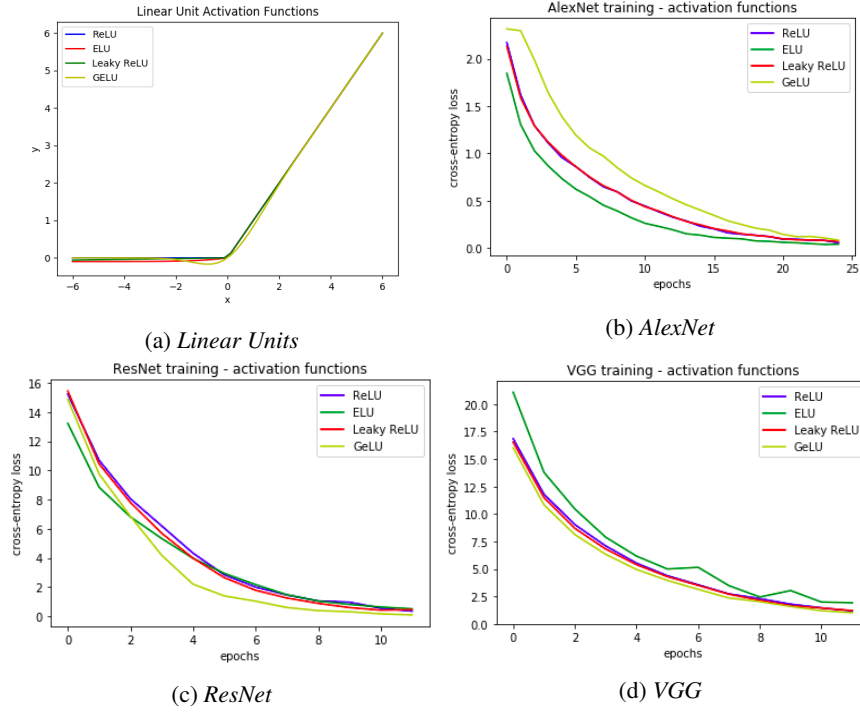 Linear Unit Activation Functions
ReLU
ELU
Leaky ReLU
GELU
6
5
4
3
2
1
0
y
−6 −4 −2 0 2 4 6
x
(a) Linear Units
AlexNet training - activation functions
ReLU
ELU
Leaky ReLU
GeLU
2.0
1.5
1.0
0.5
0.0
cross-entropy loss
0 5 10 15 20 25
epochs
(b) AlexNet
ResNet training - activation functions
ReLU
ELU
Leaky ReLU
GeLU
16
14
12
10
8
6
4
2
0
cross-entropy loss
0 2 4 6 8 10
epochs
(c) ResNet
VGG training - activation functions
ReLU
ELU
Leaky ReLU
GeLU
20.0
17.5
15.0
12.5
10.0
7.5
5.0
2.5
0.0
cross-entropy loss
0 2 4 6 8 10
epochs
(d) VGG